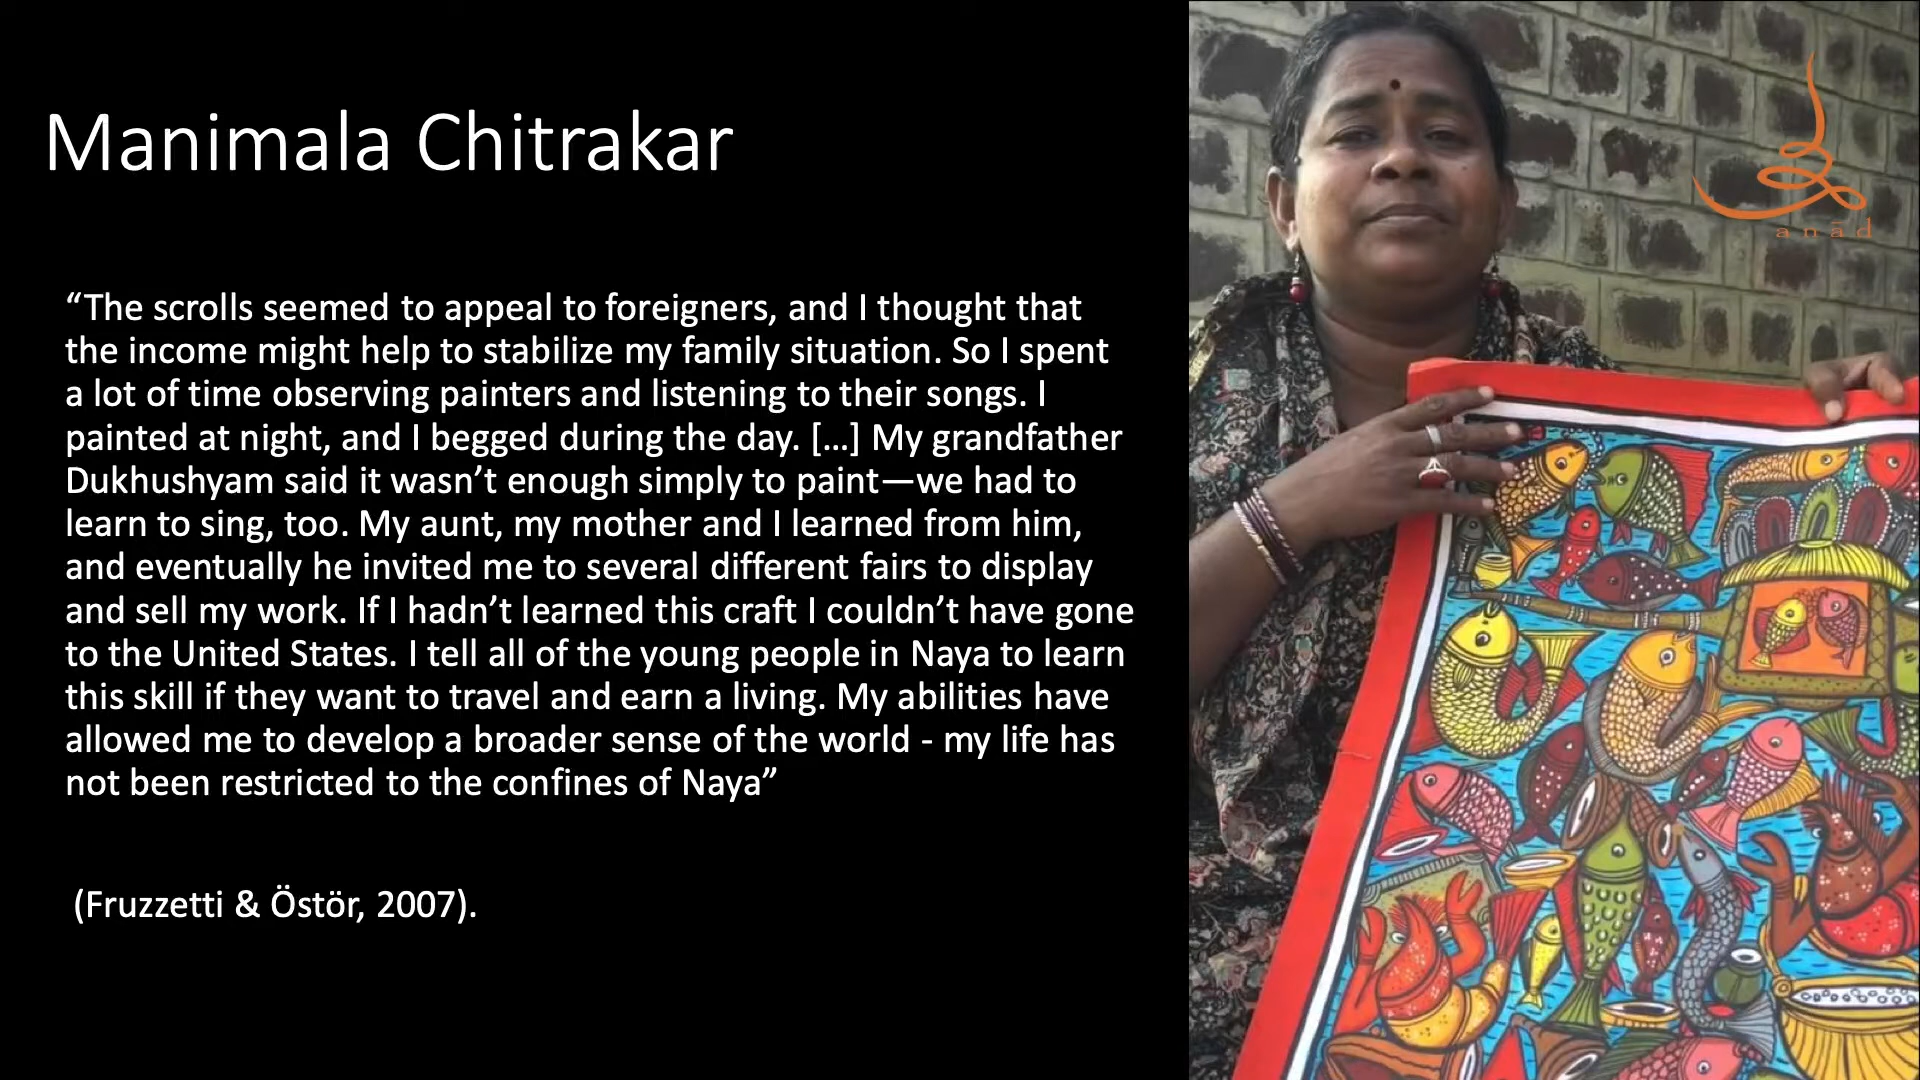 Manimala Chitrakar
“The scrolls seemed to appeal to foreigners, and I thought that
the income might help to stabilize my family situation. So I spent
a lot of time observing painters and listening to their songs. I
painted at night, and I begged during the day. [...] My grandfather
Dukhushyam said it wasn’t enough simply to paint—we had to
learn to sing, too. My aunt, my mother and I learned from him,
and eventually he invited me to several different fairs to display
and sell my work. If I hadn’t learned this craft I couldn’t have gone
to the United States. I tell all of the young people in Naya to learn
this skill if they want to travel and earn a living. My abilities have
allowed me to develop a broader sense of the world - my life has
not been restricted to the confines of Naya”
(Fruzzetti & Östör, 2007).
anād